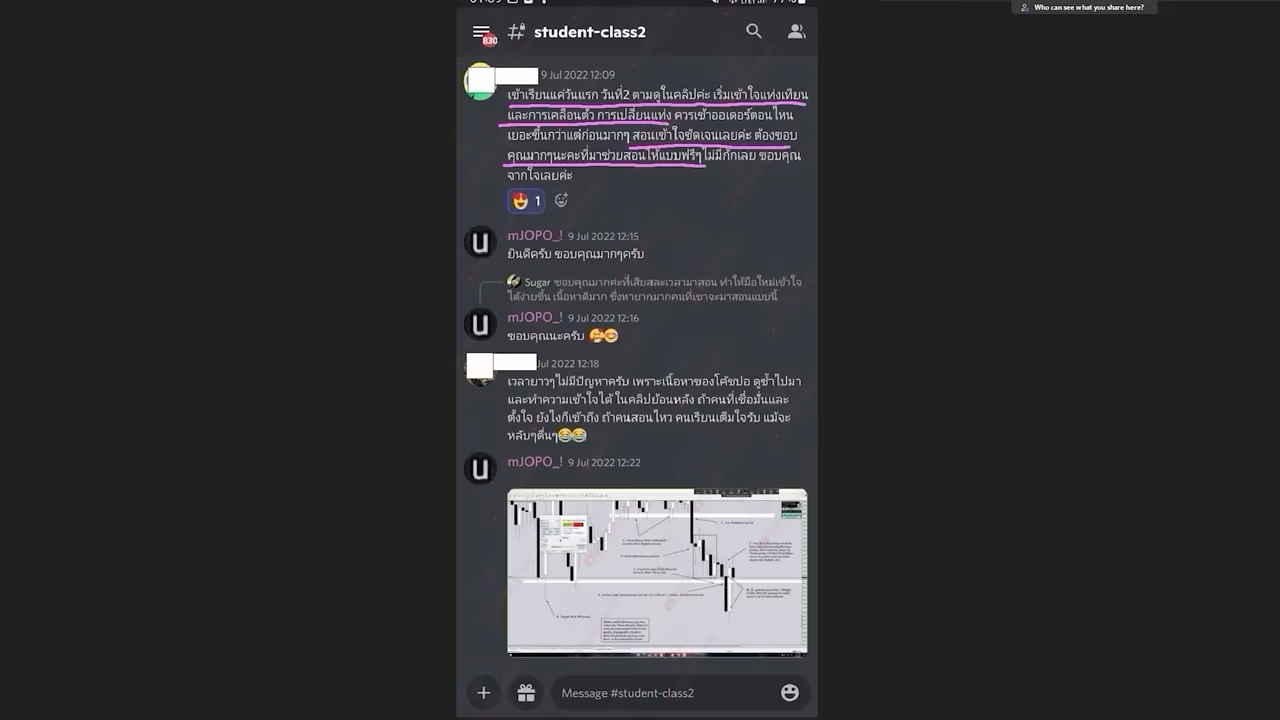 Who can see what you share here?
830
student-class2
9 Jul 2022 12:09
เข้าเรียนแค่วันแรก วันที่2 ตามดูในคลิปค่ะ เริ่มเข้าใจแท่งเทียน
และการเคลื่อนตัว การเปลี่ยนแท่ง ควรเข้าออเดอร์ตอนไหน
เยอะขึ้นกว่าแต่ก่อนมากๆ สอนเข้าใจชัดเจนเลยค่ะ ต้องขอบ
คุณมากๆนะคะที่มาช่วยสอนให้แบบฟรีๆ ไม่มีกั๊กเลย ขอบคุณ
จากใจเลยค่ะ
1
mJOPO_! 9 Jul 2022 12:15
ยินดีครับ ขอบคุณมากๆครับ
Sugar ขอบคุณมากค่ะที่เสียสละเวลามาสอน ทำให้มือใหม่เข้าใจ
ได้ง่ายขึ้น เนื้อหาดีมาก ซึ่งหายากมากคนที่เขาจะมาสอนแบบนี้
mJOPO_! 9 Jul 2022 12:16
ขอบคุณนะครับ 🥰😁
Jul 2022 12:18
เวลายาวๆไม่มีปัญหาครับ เพราะเนื้อหาของโค้ชปอ ดูซ้ำไปมา
และทำความเข้าใจได้ ในคลิปย้อนหลัง ถ้าคนที่เชื่อมั่นและ
ตั้งใจ ยังไงก็เข้าถึง ถ้าคนสอนไหว คนเรียนเต็มใจรับ แม้จะ
หลับๆตื่นๆ😂😂
mJOPO_! 9 Jul 2022 12:22
Message #student-class2